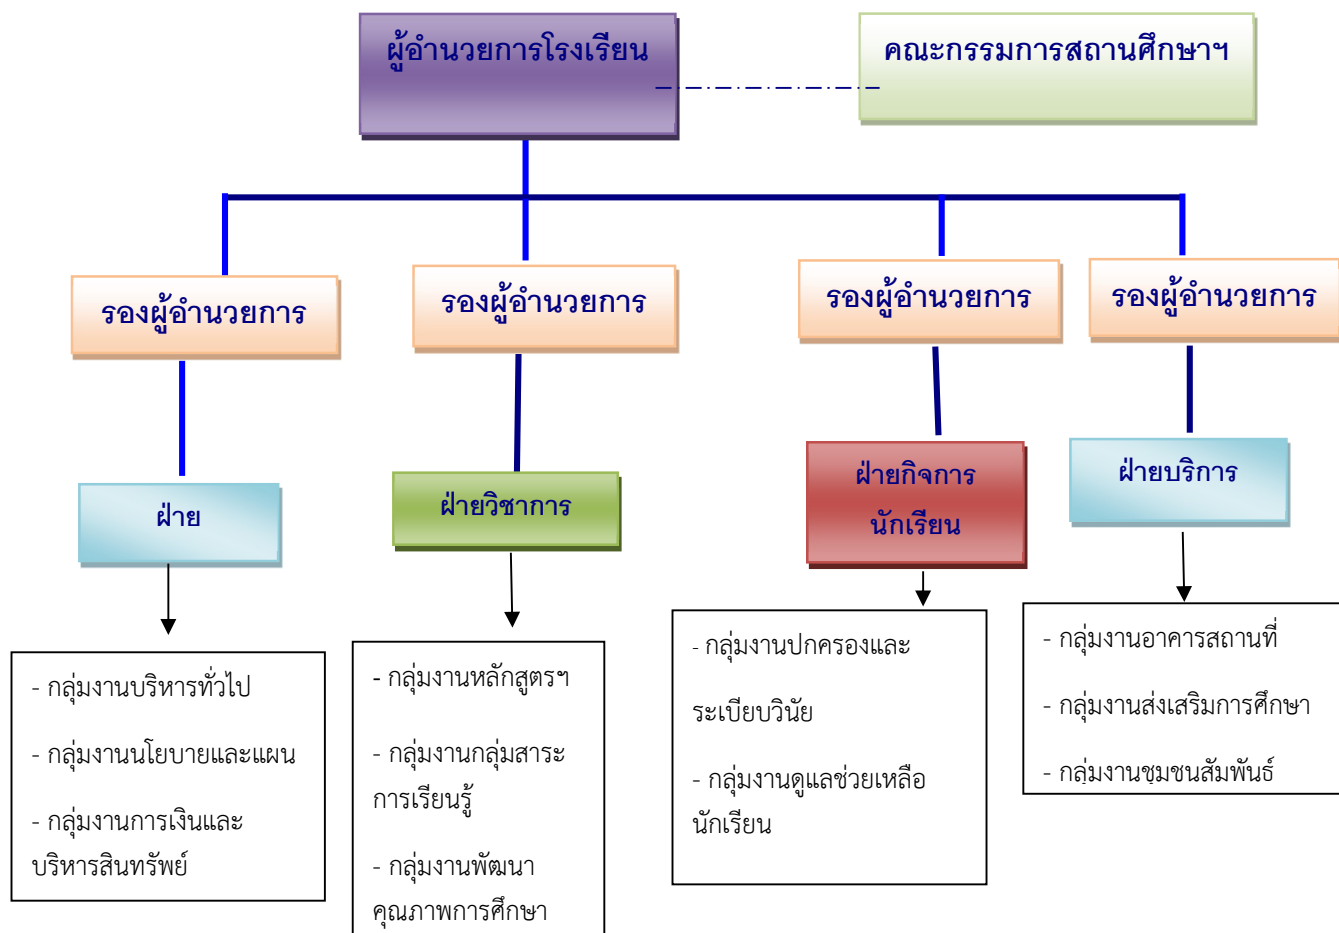 ผู้อำนวยการโรงเรียน
คณะกรรมการสถานศึกษาฯ
รองผู้อำนวยการ
รองผู้อำนวยการ
รองผู้อำนวยการ
รองผู้อำนวยการ
ฝ่าย
ฝ่ายวิชาการ
ฝ่ายกิจการ
นักเรียน
ฝ่ายบริการ
- กลุ่มงานบริหารทั่วไป
- กลุ่มงานนโยบายและแผน
- กลุ่มงานการเงินและ
บริหารสินทรัพย์
- กลุ่มงานหลักสูตรฯ
- กลุ่มงานกลุ่มสาระ
การเรียนรู้
- กลุ่มงานพัฒนา
คุณภาพการศึกษา
- กลุ่มงานปกครองและ
ระเบียบวินัย
- กลุ่มงานดูแลช่วยเหลือ
นักเรียน
- กลุ่มงานอาคารสถานที่
- กลุ่มงานส่งเสริมการศึกษา
- กลุ่มงานชุมชนสัมพันธ์